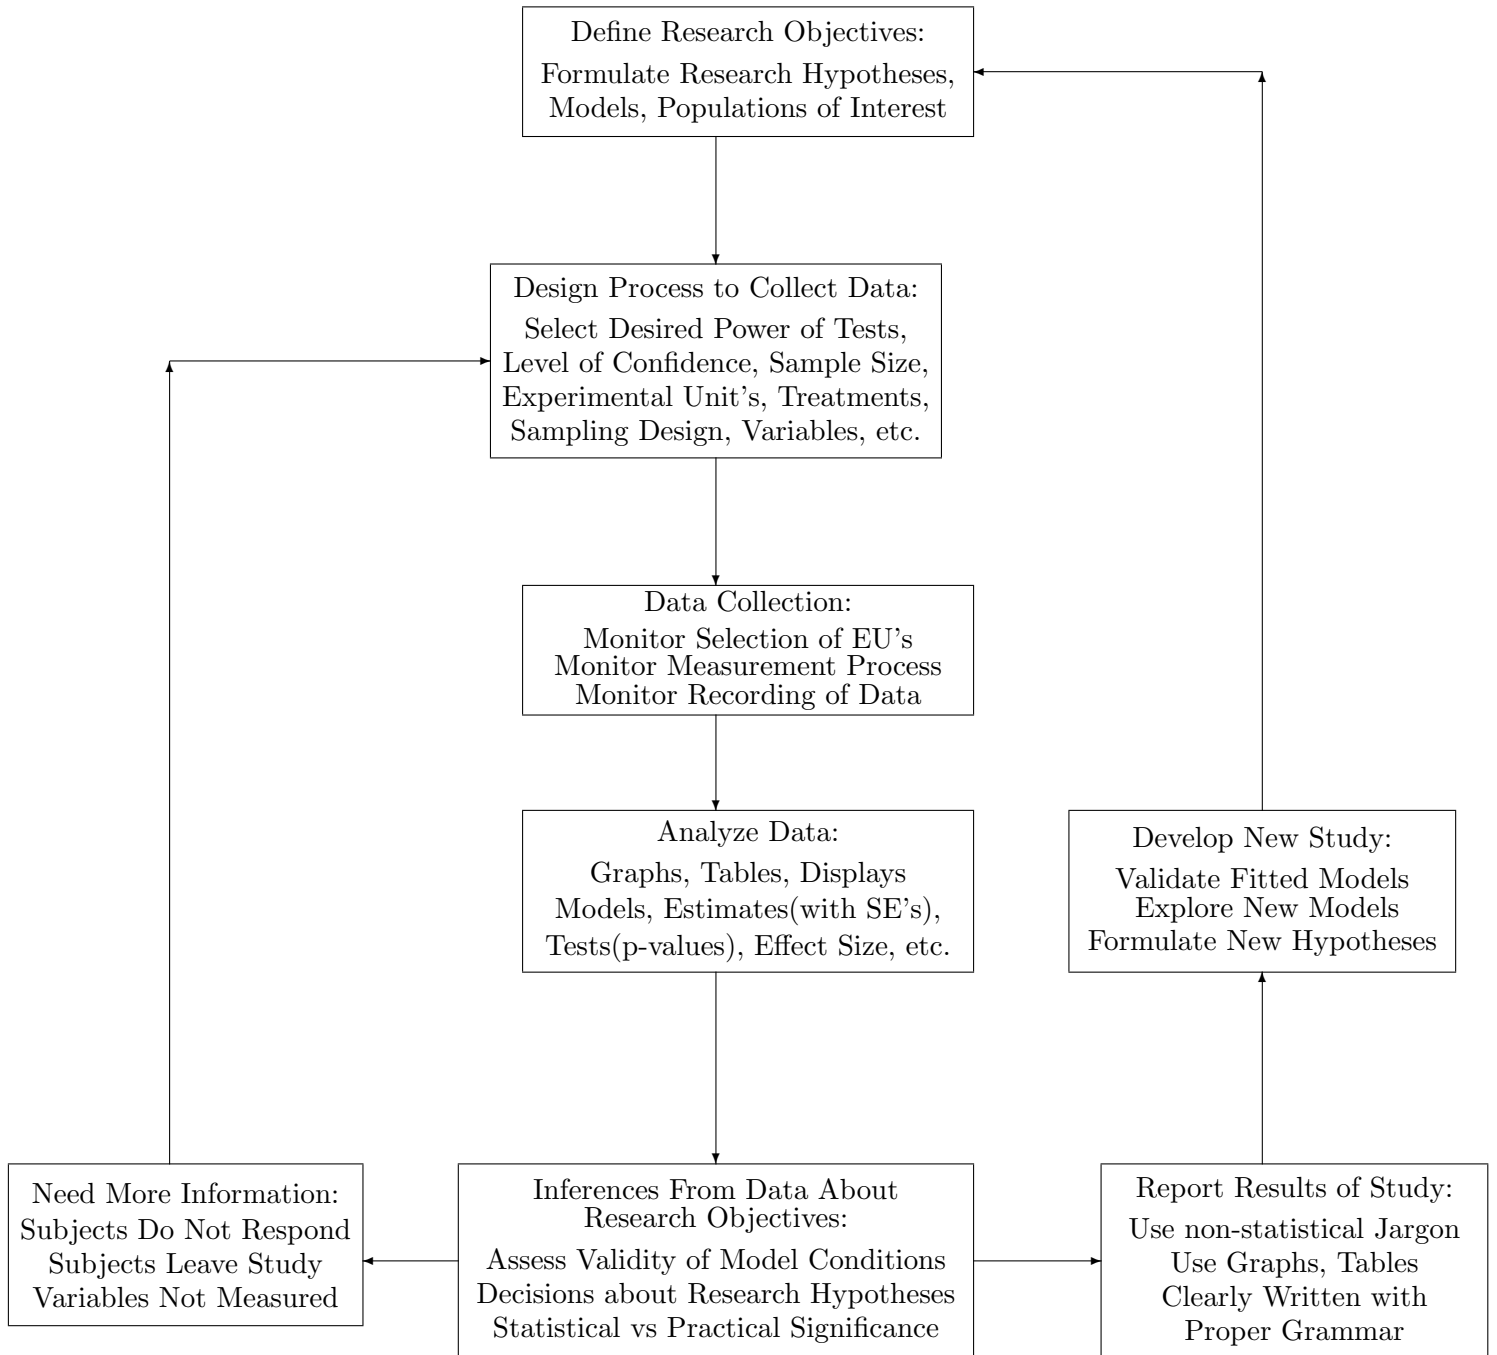 Define Research Objectives:
Formulate Research Hypotheses,
Models, Populations of Interest
Design Process to Collect Data:
Select Desired Power of Tests,
Level of Confidence, Sample Size,
Experimental Unit's, Treatments,
Sampling Design, Variables, etc.
Data Collection:
Monitor Selection of EU's
Monitor Measurement Process
Monitor Recording of Data
Analyze Data:
Graphs, Tables, Displays
Models, Estimates(with SE's),
Tests(p-values), Effect Size, etc.
Develop New Study:
Validate Fitted Models
Explore New Models
Formulate New Hypotheses
Need More Information:
Subjects Do Not Respond
Subjects Leave Study
Variables Not Measured
Inferences From Data About
Research Objectives:
Assess Validity of Model Conditions
Decisions about Research Hypotheses
Statistical vs Practical Significance
Report Results of Study:
Use non-statistical Jargon
Use Graphs, Tables
Clearly Written with
Proper Grammar